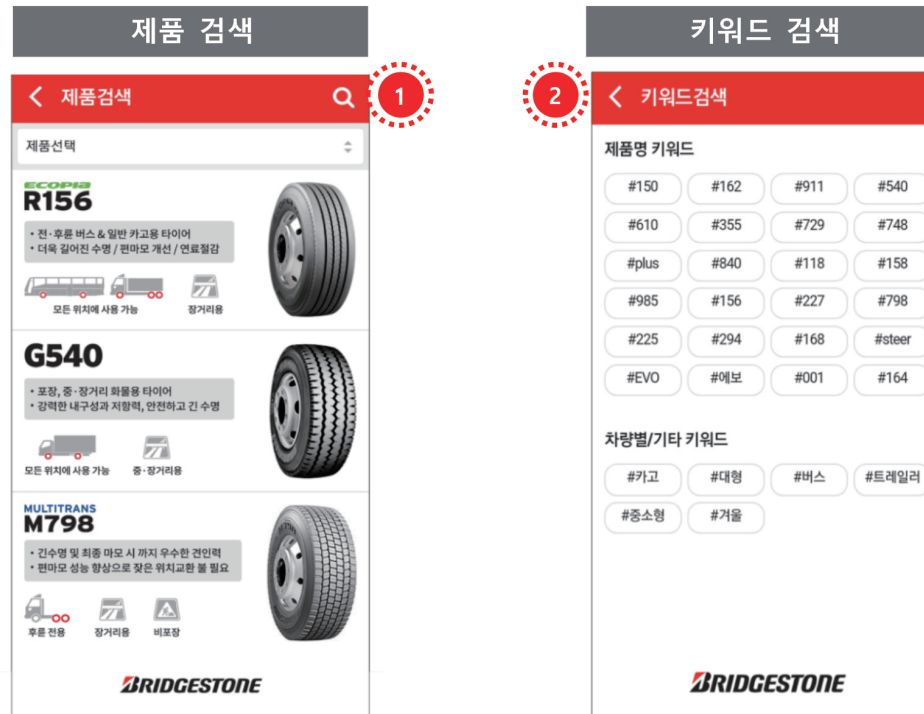 제품 검색
제품검색
1
제품선택
ECOPIA
R156
• 전·후륜 버스 & 일반 카고용 타이어
• 더욱 길어진 수명 / 편마모 개선 / 연료절감
모든 위치에 사용 가능
장거리용
G540
• 포장, 중·장거리 화물용 타이어
• 강력한 내구성과 저항력, 안전하고 긴 수명
모든 위치에 사용 가능
중·장거리용
MULTITRANS
M798
• 긴수명 및 최종 마모 시 까지 우수한 견인력
• 편마모 성능 향상으로 잦은 위치교환 불 필요
후륜 전용
장거리용
비포장
BRIDGESTONE
키워드 검색
2
키워드검색
제품명 키워드
#150 #162 #911 #540
#610 #355 #729 #748
#plus #840 #118 #158
#985 #156 #227 #798
#225 #294 #168 #steer
#EVO #에보 #001 #164
차량별/기타 키워드
#카고 #대형 #버스 #트레일러
#중소형 #겨울
BRIDGESTONE